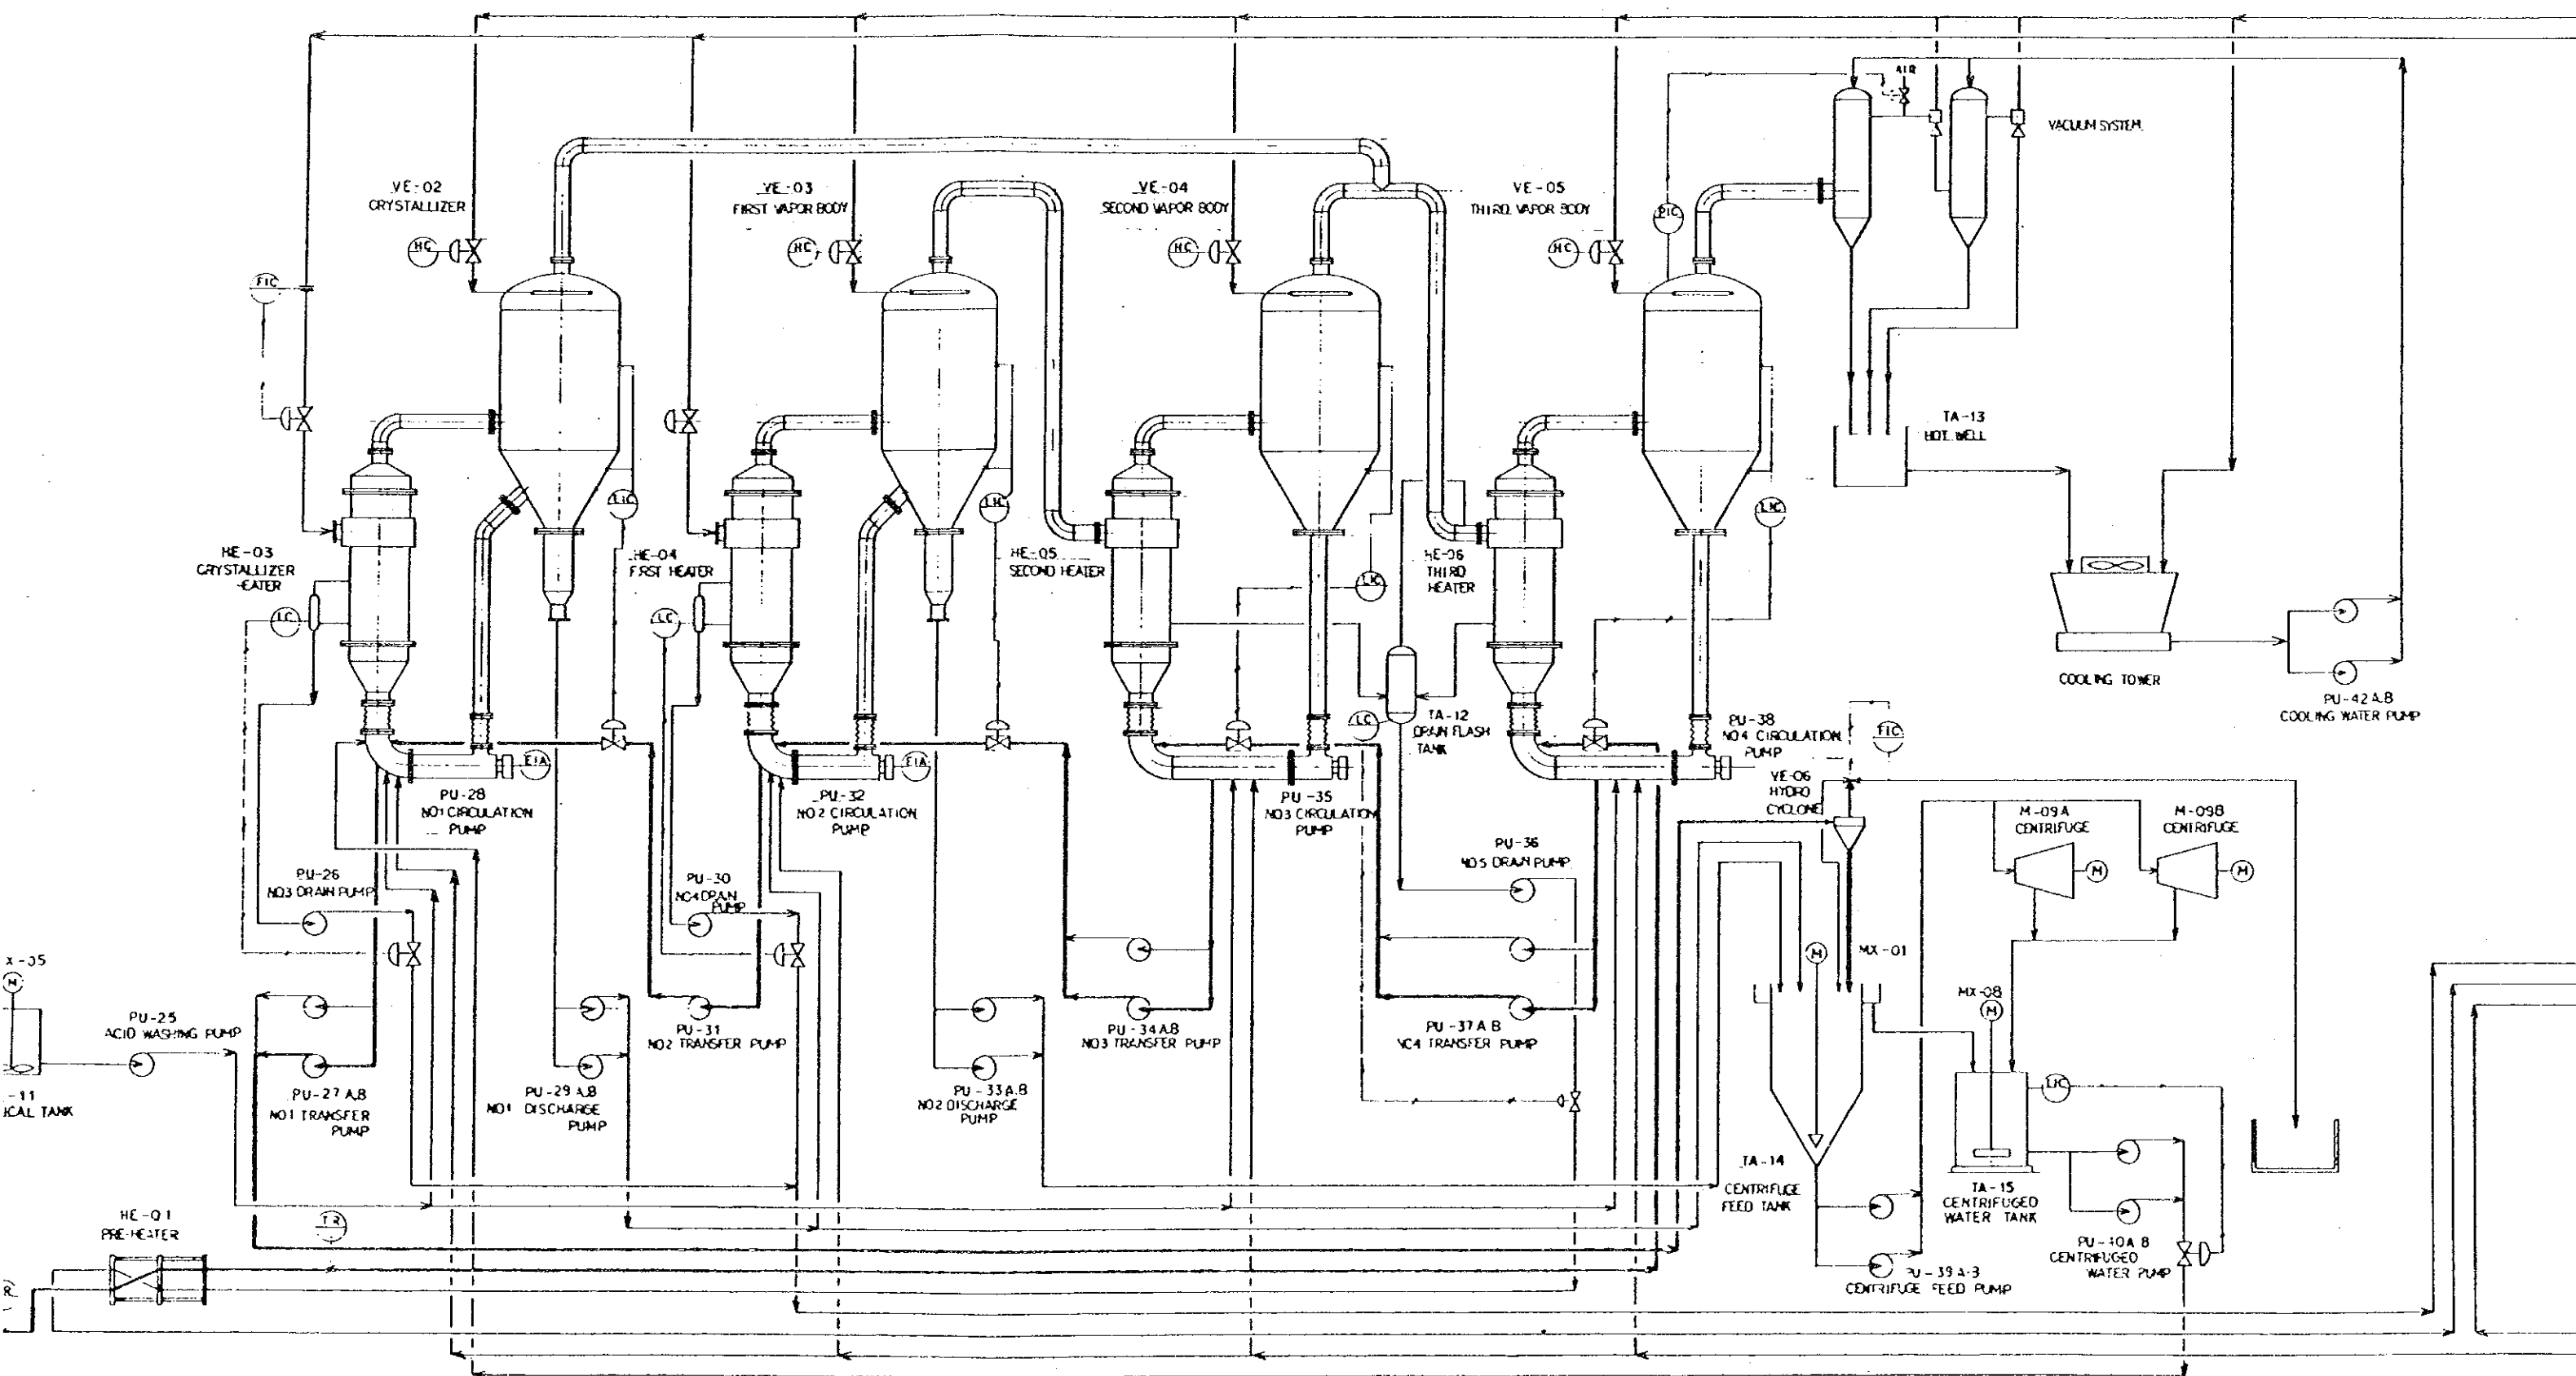 AIR
VACUUM SYSTEM
VE-02
CRYSTALLIZER
VE-03
FIRST VAPOR BODY
VE-04
SECOND VAPOR BODY
VE-05
THIRD VAPOR BODY
PIC
HC
HC
HC
HC
FIC
TA-13
HOT WELL
LIC
LIC
LIC
LIC
HE-03
CRYSTALLIZER
HEATER
HE-04
FIRST HEATER
HE-05
SECOND HEATER
HE-06
THIRD
HEATER
LC
LC
LC
COOLING TOWER
PU-42 A,B
COOLING WATER PUMP
TA-12
DRAIN FLASH
TANK
PU-38
NO4 CIRCULATION
PUMP
FIC
EIA
EIA
PU-28
NO1 CIRCULATION
PUMP
PU-32
NO2 CIRCULATION
PUMP
PU-35
NO3 CIRCULATION
PUMP
VE-06
HYDRO
CYCLONE
M-09A
CENTRIFUGE
M-09B
CENTRIFUGE
M
M
PU-26
NO3 DRAIN PUMP
PU-30
NO4 DRAIN
PUMP
PU-36
NO5 DRAIN PUMP
X-05
M
M
MX-01
MX-08
M
PU-25
ACID WASHING PUMP
PU-31
NO2 TRANSFER PUMP
PU-34 A,B
NO3 TRANSFER PUMP
PU-37 A B
NO4 TRANSFER PUMP
-11
ICAL TANK
PU-27 A,B
NO1 TRANSFER
PUMP
PU-29 A,B
NO1 DISCHARGE
PUMP
PU-33 A,B
NO2 DISCHARGE
PUMP
LIC
TA-14
CENTRIFUGE
FEED TANK
TA-15
CENTRIFUGED
WATER TANK
HE-01
PRE-HEATER
TR
PU-40 A B
CENTRIFUGED
WATER PUMP
PU-39 A-B
CENTRIFUGE FEED PUMP
R)